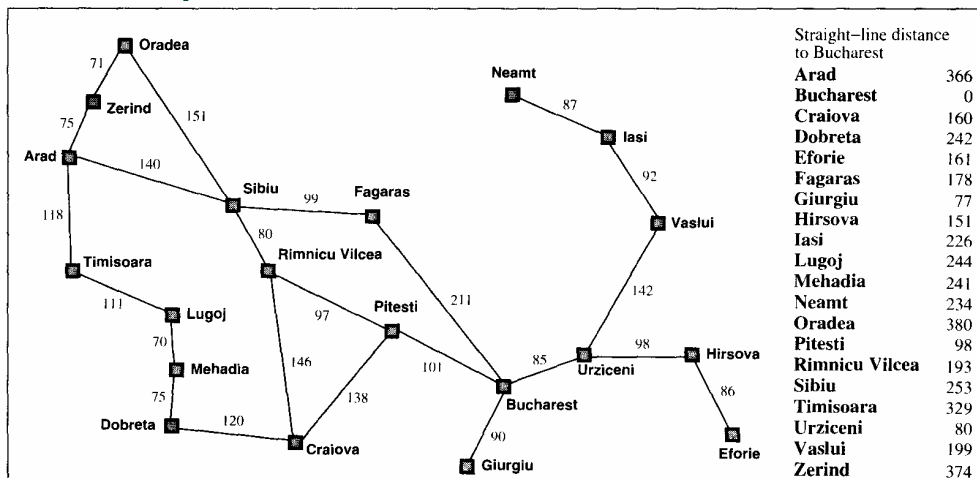 Oradea
71
Zerind
75
151
Arad
140
Sibiu
99
Fagaras
118
80
Timisoara
Rimnicu Vilcea
111
Lugoj
97
Pitesti
211
70
Mehadia
146
101
75
138
Dobreta
120
Craiova
Bucharest
90
Giurgiu
85
Neamt
87
Iasi
92
Vaslui
142
Urziceni
98
Hirsova
86
Eforie
Straight–line distance
to Bucharest
Arad 366
Bucharest 0
Craiova 160
Dobreta 242
Eforie 161
Fagaras 178
Giurgiu 77
Hirsova 151
Iasi 226
Lugoj 244
Mehadia 241
Neamt 234
Oradea 380
Pitesti 98
Rimnicu Vilcea 193
Sibiu 253
Timisoara 329
Urziceni 80
Vaslui 199
Zerind 374